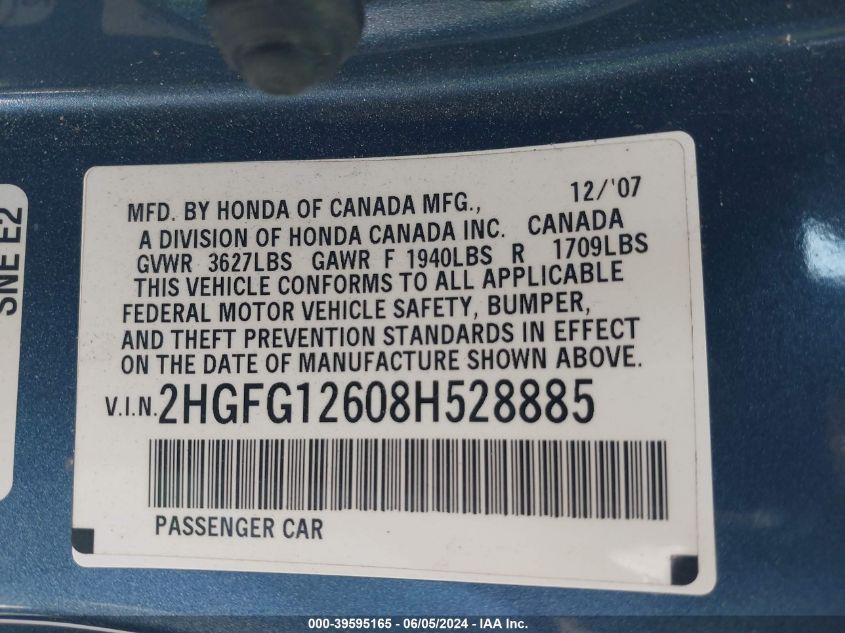 SNE E2
12/'07
MFD. BY HONDA OF CANADA MFG.,
A DIVISION OF HONDA CANADA INC. CANADA
GVWR 3627LBS GAWR F 1940LBS R 1709LBS
THIS VEHICLE CONFORMS TO ALL APPLICABLE
FEDERAL MOTOR VEHICLE SAFETY, BUMPER,
AND THEFT PREVENTION STANDARDS IN EFFECT
ON THE DATE OF MANUFACTURE SHOWN ABOVE.
V.I.N. 2HGFG12608H528885
PASSENGER CAR
000-39595165 - 06/05/2024 - IAA Inc.